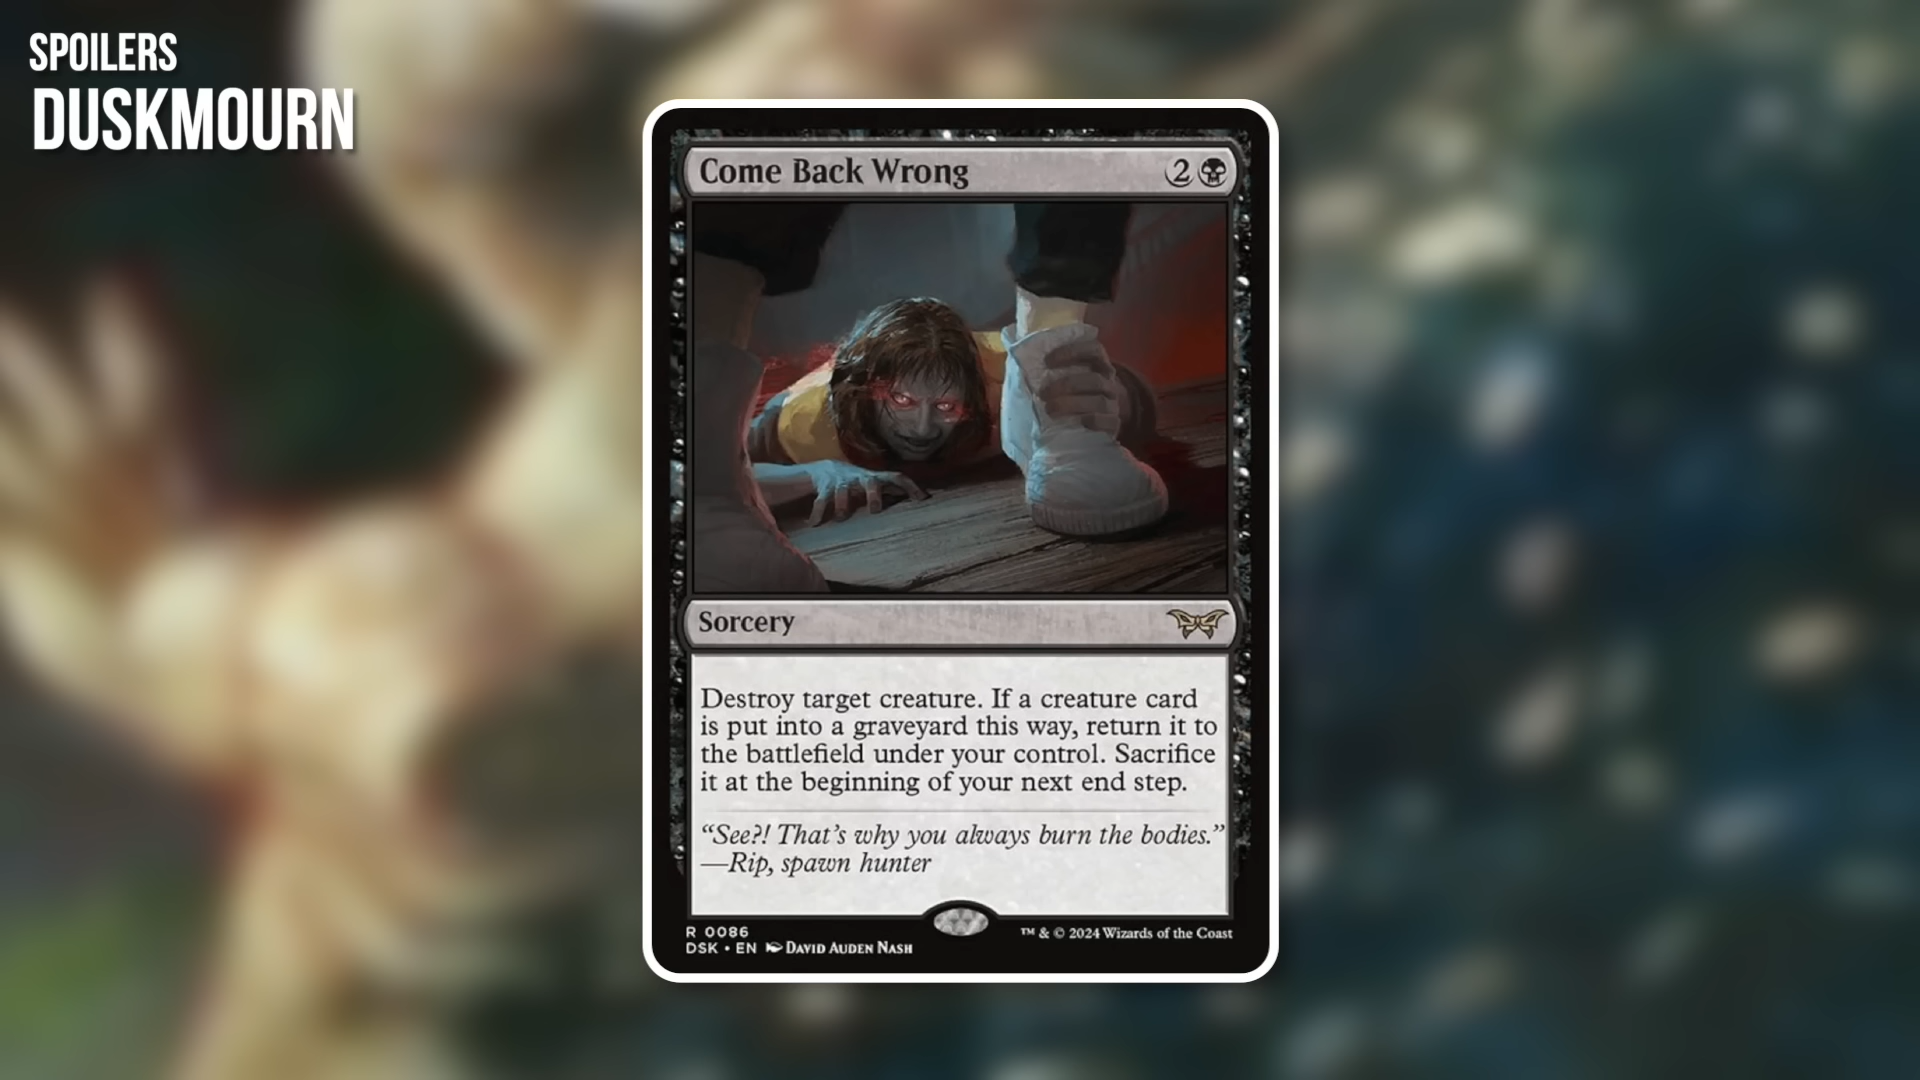 SPOILERS
DUSKMOURN
Come Back Wrong
2
Sorcery
Destroy target creature. If a creature card
is put into a graveyard this way, return it to
the battlefield under your control. Sacrifice
it at the beginning of your next end step.
“See?! That’s why you always burn the bodies.”
—Rip, spawn hunter
R 0086
DSK • EN DAVID AUDEN NASH
™ & © 2024 Wizards of the Coast